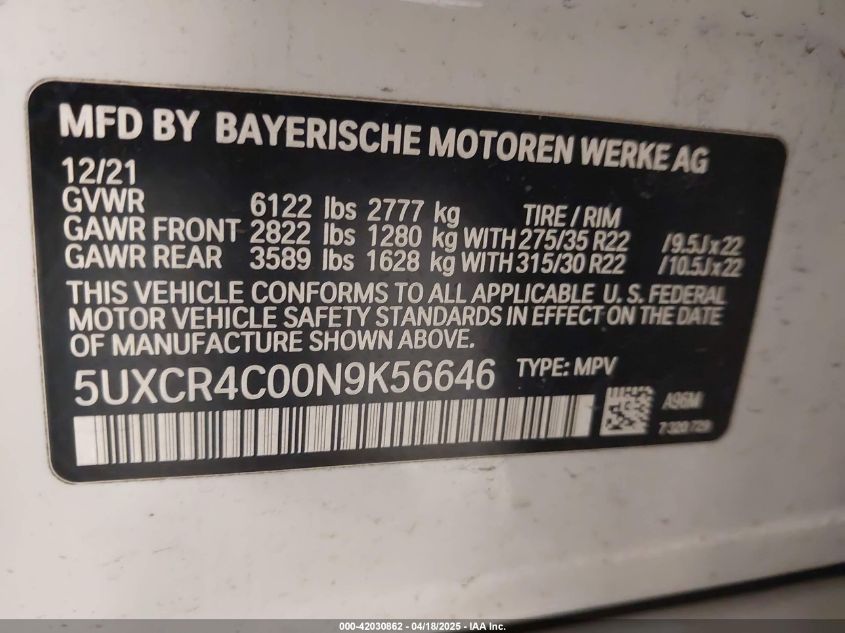 MFD BY BAYERISCHE MOTOREN WERKE AG
12/21
GVWR 6122 lbs 2777 kg TIRE / RIM
GAWR FRONT 2822 lbs 1280 kg WITH 275/35 R22 /9.5J x 22
GAWR REAR 3589 lbs 1628 kg WITH 315/30 R22 /10.5J x 22
THIS VEHICLE CONFORMS TO ALL APPLICABLE U. S. FEDERAL
MOTOR VEHICLE SAFETY STANDARDS IN EFFECT ON THE DATE
OF MANUFACTURE SHOWN ABOVE.
5UXCR4C00N9K56646 TYPE: MPV
A96M
7 320 729
000-42030862 - 04/18/2025 - IAA Inc.